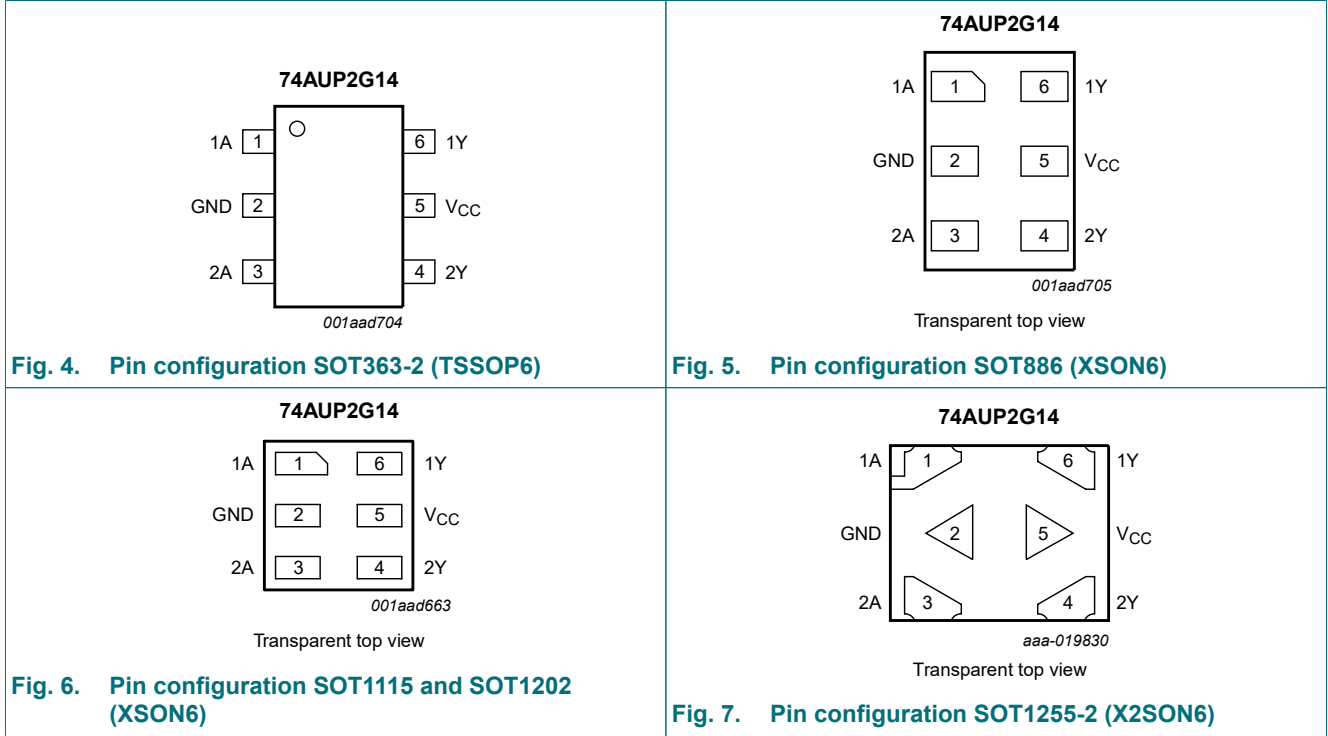 74AUP2G14
1A 1 6 1Y
GND 2 5 VCC
2A 3 4 2Y
001aad704
Fig. 4. Pin configuration SOT363-2 (TSSOP6)
74AUP2G14
1A 1 6 1Y
GND 2 5 VCC
2A 3 4 2Y
001aad705
Transparent top view
Fig. 5. Pin configuration SOT886 (XSON6)
74AUP2G14
1A 1 6 1Y
GND 2 5 VCC
2A 3 4 2Y
001aad663
Transparent top view
Fig. 6. Pin configuration SOT1115 and SOT1202
(XSON6)
74AUP2G14
1A 1 6 1Y
GND 2 5 VCC
2A 3 4 2Y
aaa-019830
Transparent top view
Fig. 7. Pin configuration SOT1255-2 (X2SON6)